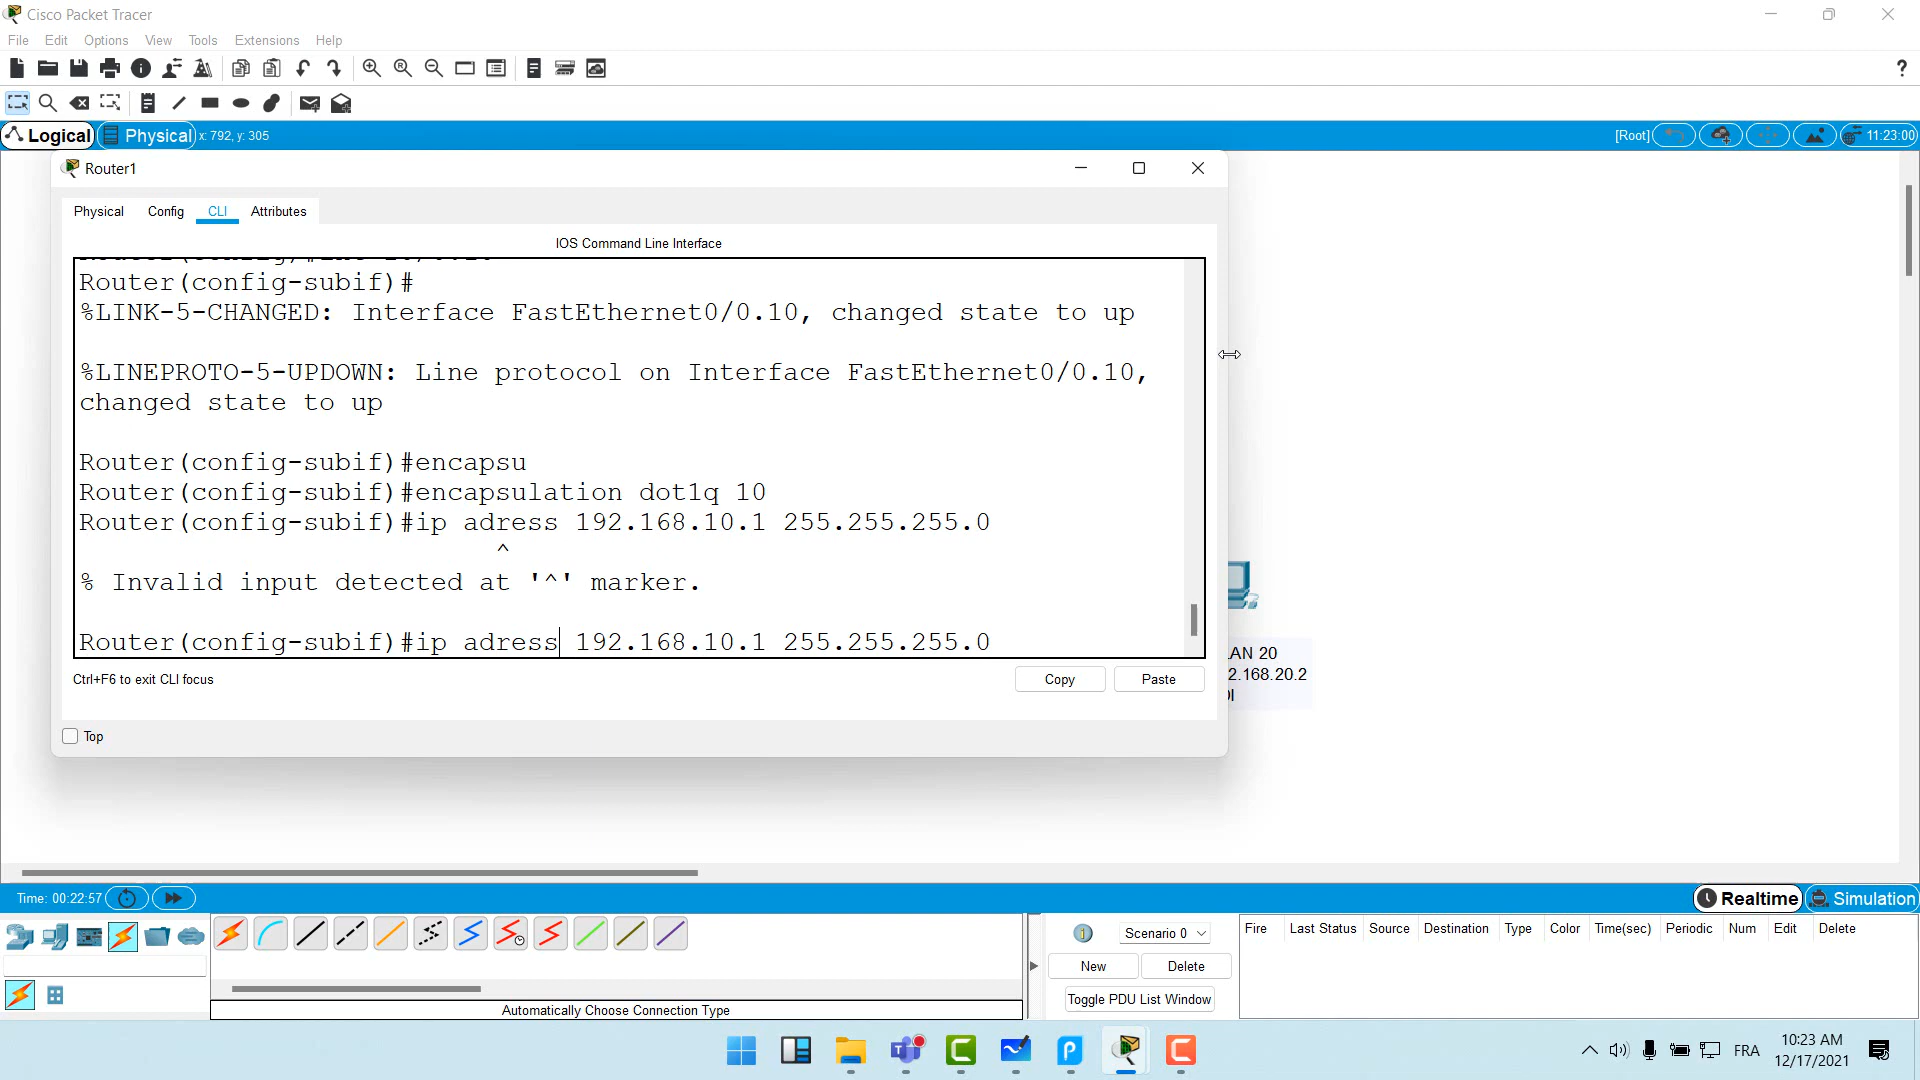 Cisco Packet Tracer
File Edit Options View Tools Extensions Help
?
Logical Physical x: 792, y: 305 [Root] 11:23:00
Router1
Physical Config CLI Attributes
IOS Command Line Interface
Router(config-subif)#
%LINK-5-CHANGED: Interface FastEthernet0/0.10, changed state to up
%LINEPROTO-5-UPDOWN: Line protocol on Interface FastEthernet0/0.10,
changed state to up
Router(config-subif)#encapsu
Router(config-subif)#encapsulation dot1q 10
Router(config-subif)#ip adress 192.168.10.1 255.255.255.0
^
% Invalid input detected at '^' marker.
Router(config-subif)#ip adress 192.168.10.1 255.255.255.0
Ctrl+F6 to exit CLI focus
Copy Paste
Top
AN 20
2.168.20.2
Time: 00:22:57
Realtime Simulation
Scenario 0
New Delete
Toggle PDU List Window
Fire Last Status Source Destination Type Color Time(sec) Periodic Num Edit Delete
Automatically Choose Connection Type
FRA
10:23 AM
12/17/2021